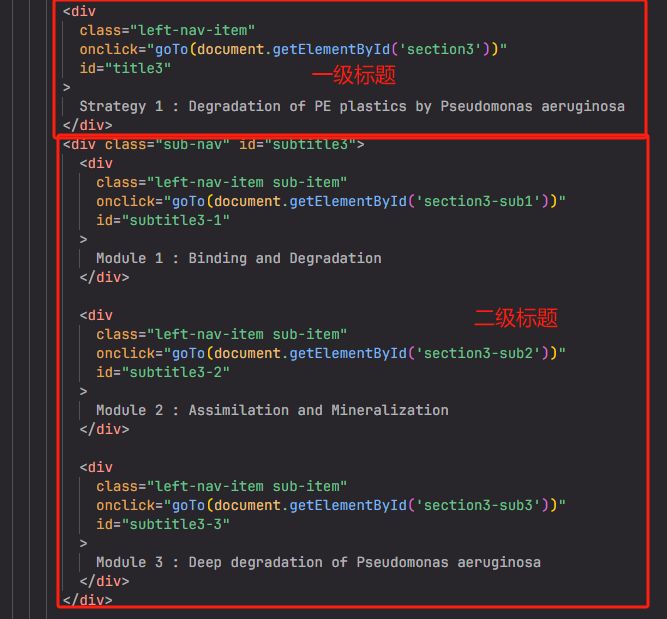 <div
class="left-nav-item"
onclick="goTo(document.getElementById('section3'))"
id="title3"
一级标题
>
Strategy 1 : Degradation of PE plastics by Pseudomonas aeruginosa
</div>
<div class="sub-nav" id="subtitle3">
<div
class="left-nav-item sub-item"
onclick="goTo(document.getElementById('section3-sub1'))"
id="subtitle3-1"
>
Module 1 : Binding and Degradation
</div>
<div
二级标题
class="left-nav-item sub-item"
onclick="goTo(document.getElementById('section3-sub2'))"
id="subtitle3-2"
>
Module 2 : Assimilation and Mineralization
</div>
<div
class="left-nav-item sub-item"
onclick="goTo(document.getElementById('section3-sub3'))"
id="subtitle3-3"
>
Module 3 : Deep degradation of Pseudomonas aeruginosa
</div>
</div>